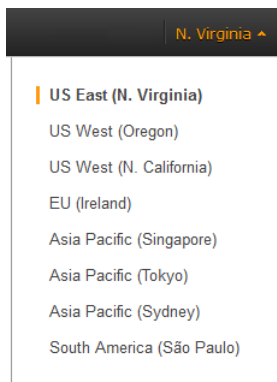 N. Virginia
US East (N. Virginia)
US West (Oregon)
US West (N. California)
EU (Ireland)
Asia Pacific (Singapore)
Asia Pacific (Tokyo)
Asia Pacific (Sydney)
South America (São Paulo)